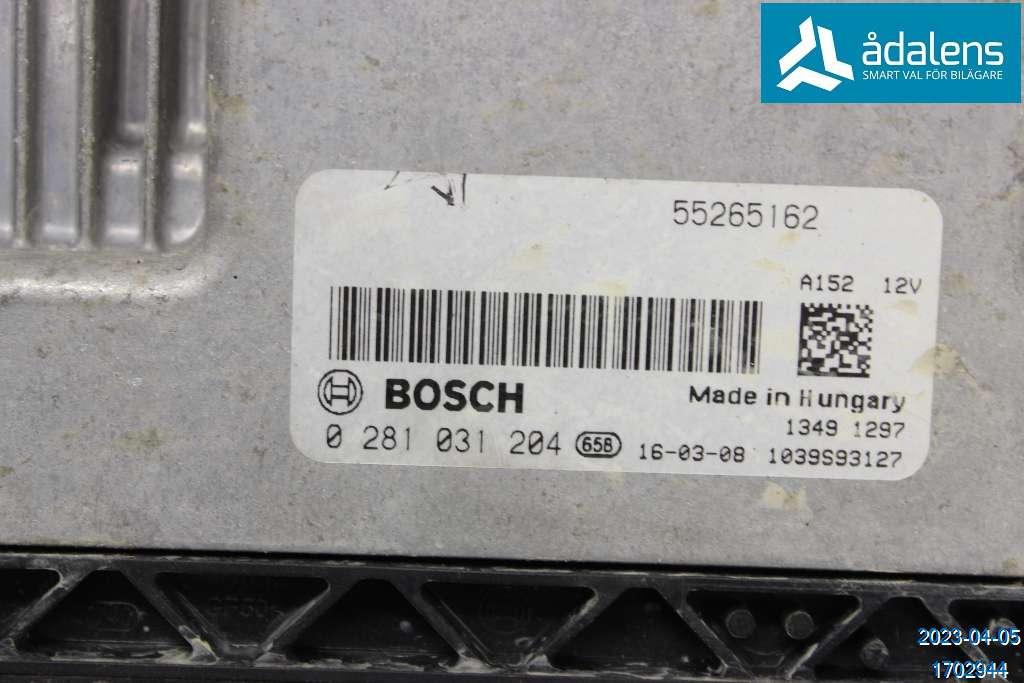 ådalens
SMART VAL FÖR BILÄGARE
55265162
A152 12V
BOSCH
Made in Hungary
1349 1297
0 281 031 204 658 16-03-08 1039S93127
2023-04-05
1702944